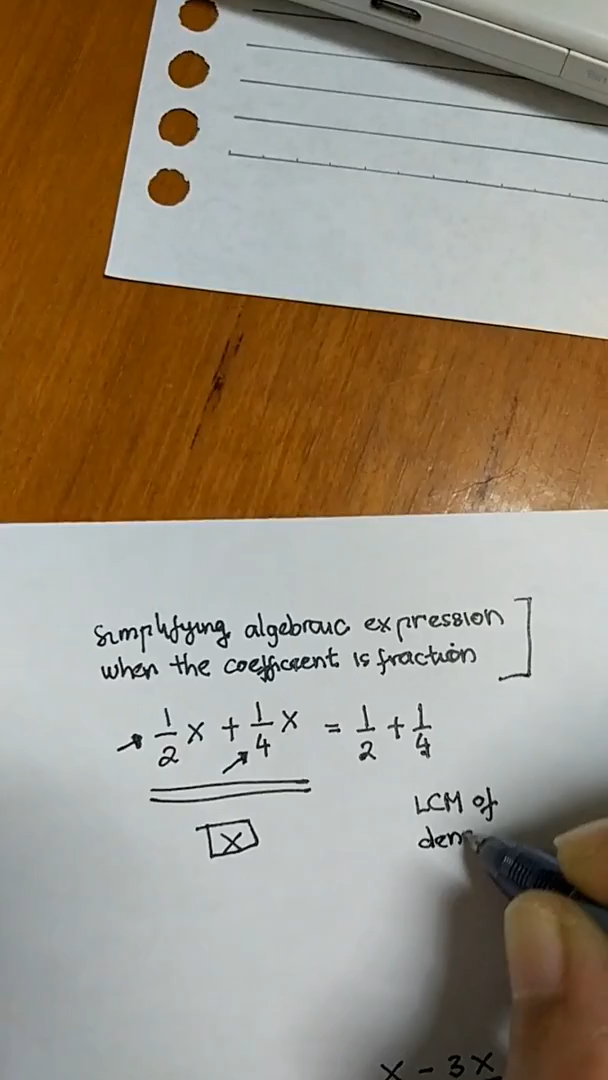 simplifying algebraic expression
when the coefficient is fraction
1/2 x + 1/4 x = 1/2 + 1/4
x
LCM of
den
x - 3x